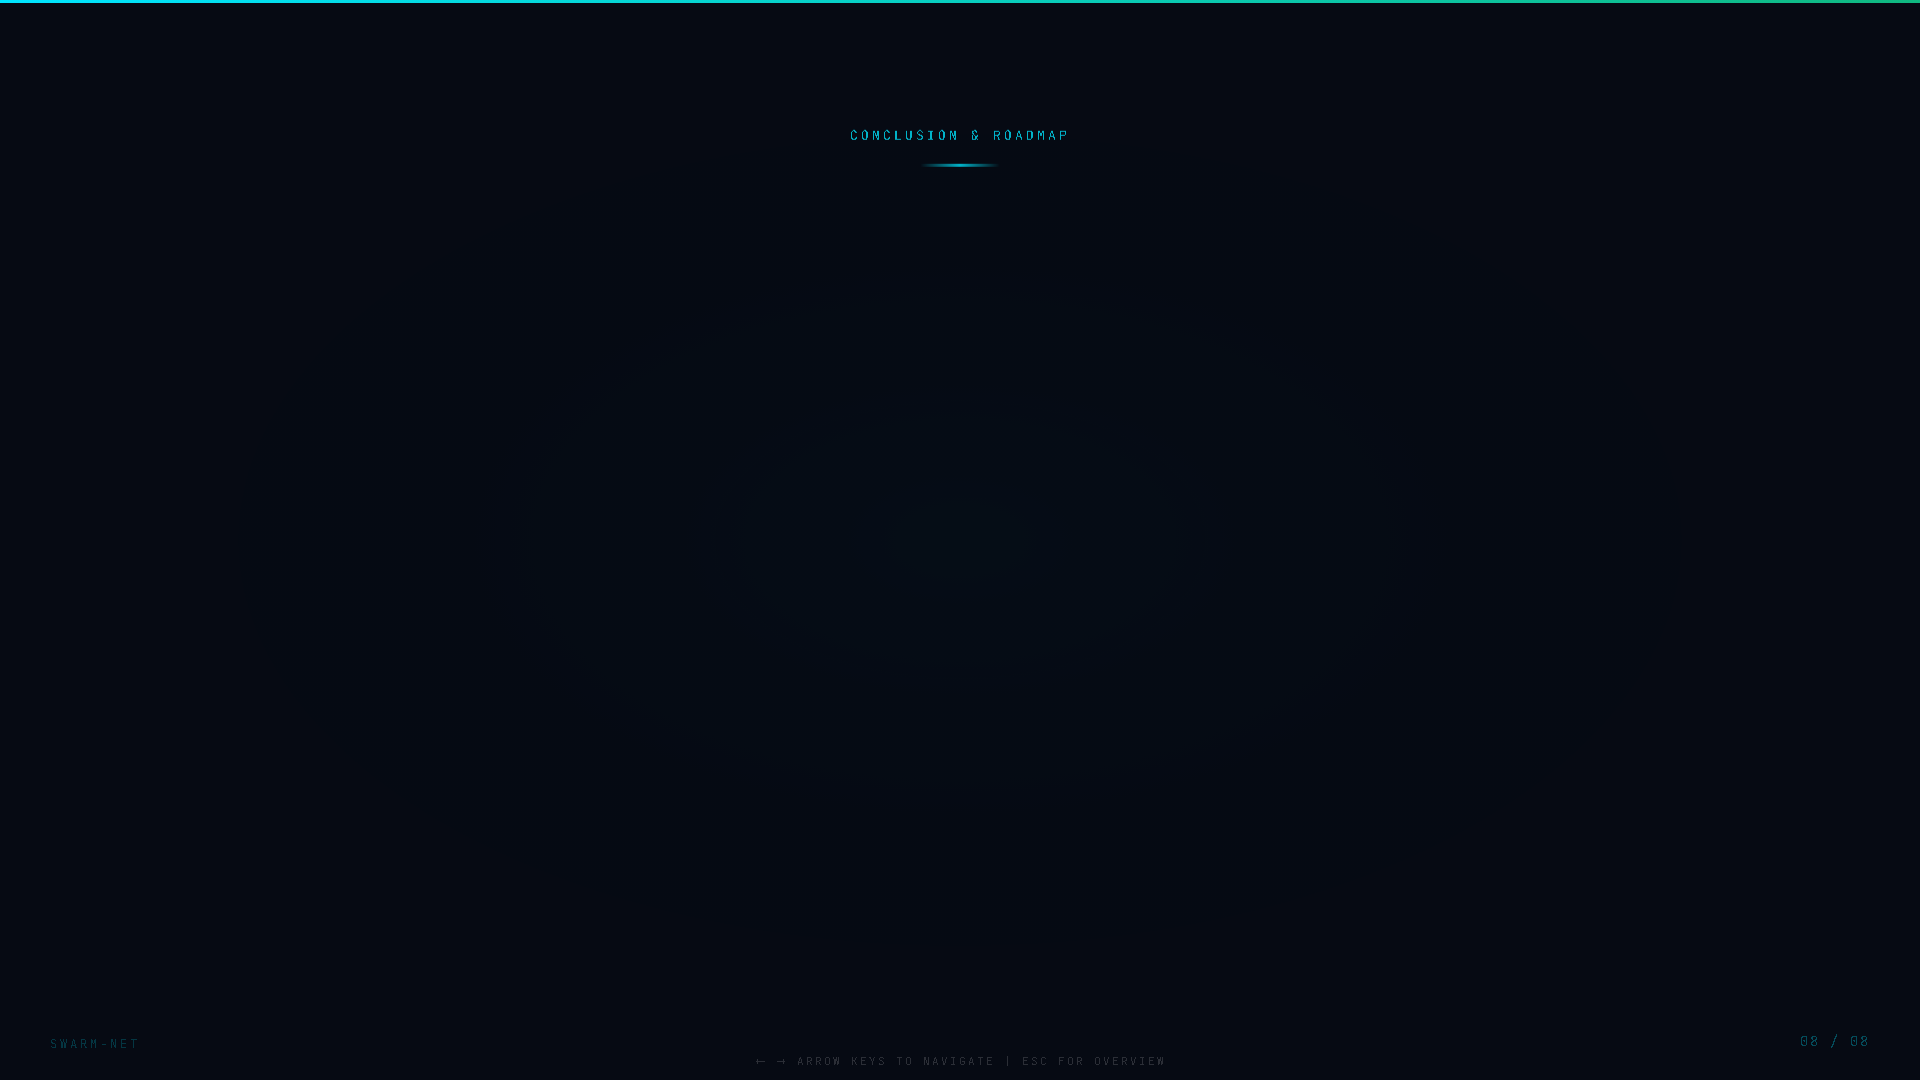 CONCLUSION & ROADMAP
SWARM-NET
08 / 08
← → ARROW KEYS TO NAVIGATE | ESC FOR OVERVIEW